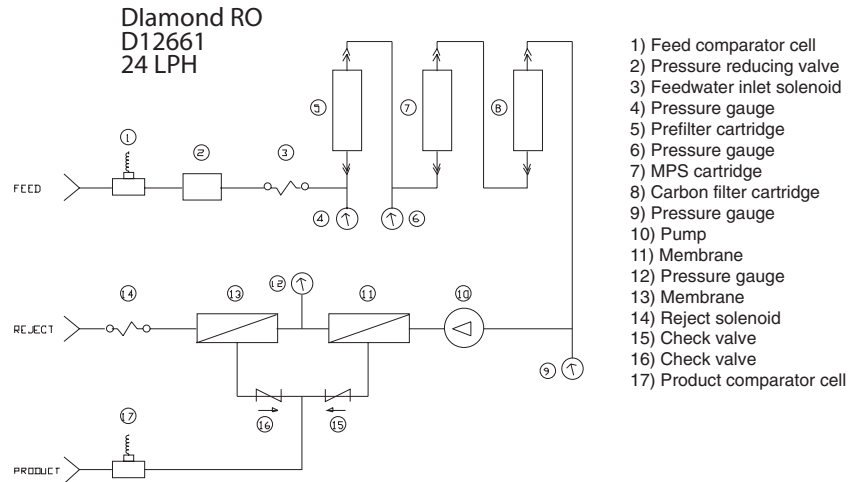 DIamond RO
D12661
24 LPH
1) Feed comparator cell
2) Pressure reducing valve
3) Feedwater inlet solenoid
4) Pressure gauge
5) Prefilter cartridge
6) Pressure gauge
7) MPS cartridge
8) Carbon filter cartridge
9) Pressure gauge
10) Pump
11) Membrane
12) Pressure gauge
13) Membrane
14) Reject solenoid
15) Check valve
16) Check valve
17) Product comparator cell
5 7 8
1 2 3
FEED
4 6
14 13 12 11 10
REJECT
9
16 15
17
PRODUCT